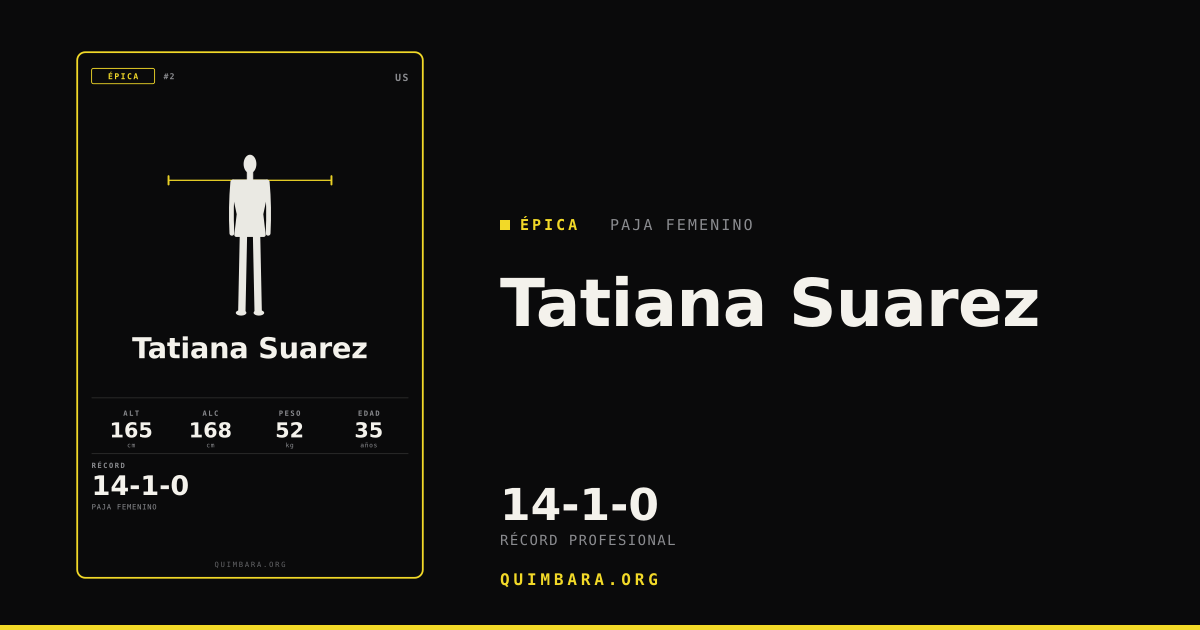 ÉPICA #2 US
Tatiana Suarez
ALT ALC PESO EDAD
165 168 52 35
cm cm kg años
RÉCORD
14-1-0
PAJA FEMENINO
QUIMBARA.ORG
ÉPICA PAJA FEMENINO
Tatiana Suarez
14-1-0
RÉCORD PROFESIONAL
QUIMBARA.ORG